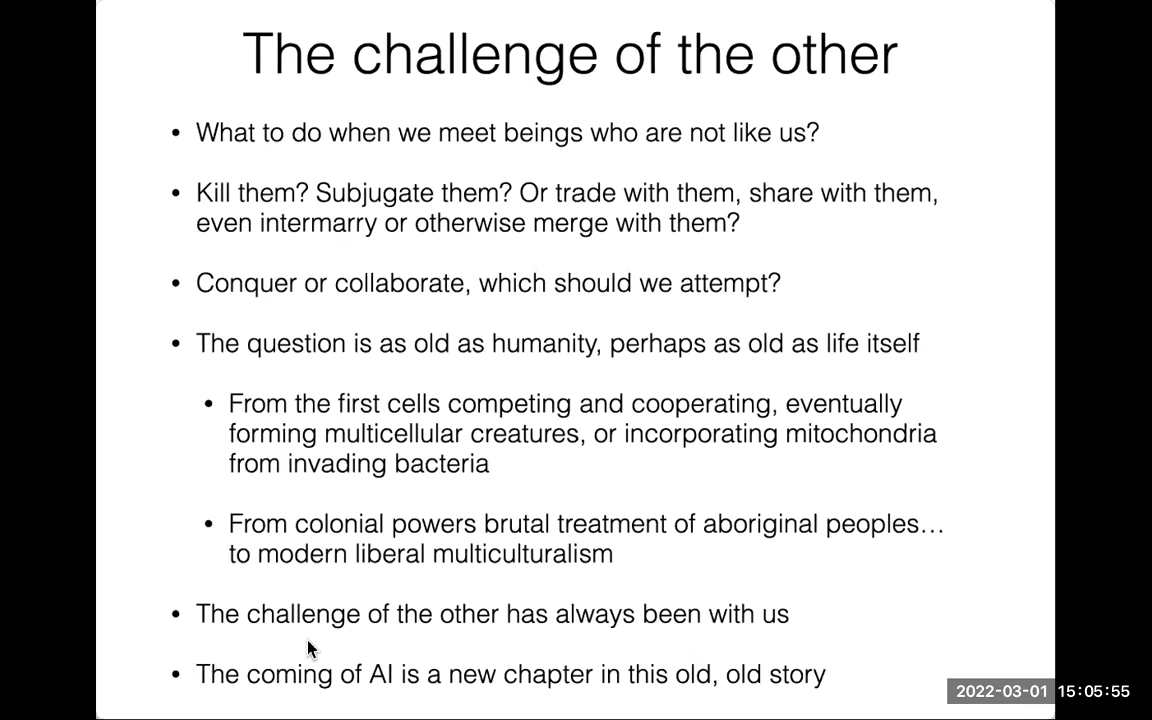 The challenge of the other
• What to do when we meet beings who are not like us?
• Kill them? Subjugate them? Or trade with them, share with them,
even intermarry or otherwise merge with them?
• Conquer or collaborate, which should we attempt?
• The question is as old as humanity, perhaps as old as life itself
• From the first cells competing and cooperating, eventually
forming multicellular creatures, or incorporating mitochondria
from invading bacteria
• From colonial powers brutal treatment of aboriginal peoples…
to modern liberal multiculturalism
• The challenge of the other has always been with us
• The coming of AI is a new chapter in this old, old story
2022-03-01 15:05:55